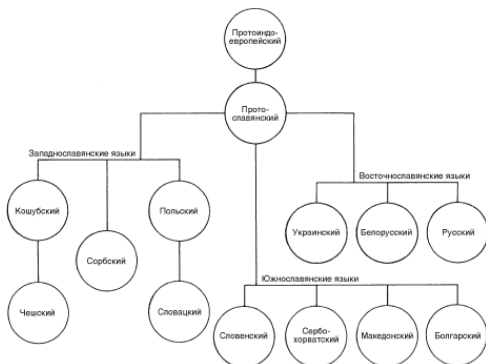 Протоиндо-
европейский
Прото-
славянский
Западнославянские языки
Восточнославянские языки
Кошубский
Польский
Сорбский
Украинский
Белорусский
Русский
Чешский
Словацкий
Южнославянские языки
Словенский
Сербо-
хорватский
Македонский
Болгарский